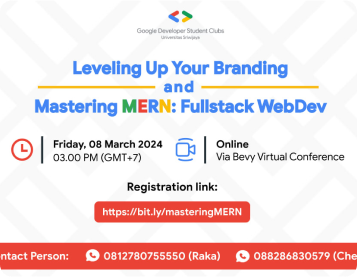 Google Developer Student Clubs
Universitas Sriwijaya
Leveling Up Your Branding
and
Mastering MERN: Fullstack WebDev
Friday, 08 March 2024
03.00 PM (GMT+7)
Online
Via Bevy Virtual Conference
Registration link:
https://bit.ly/masteringMERN
ntact Person: 0812780755550 (Raka) 088286830579 (Che